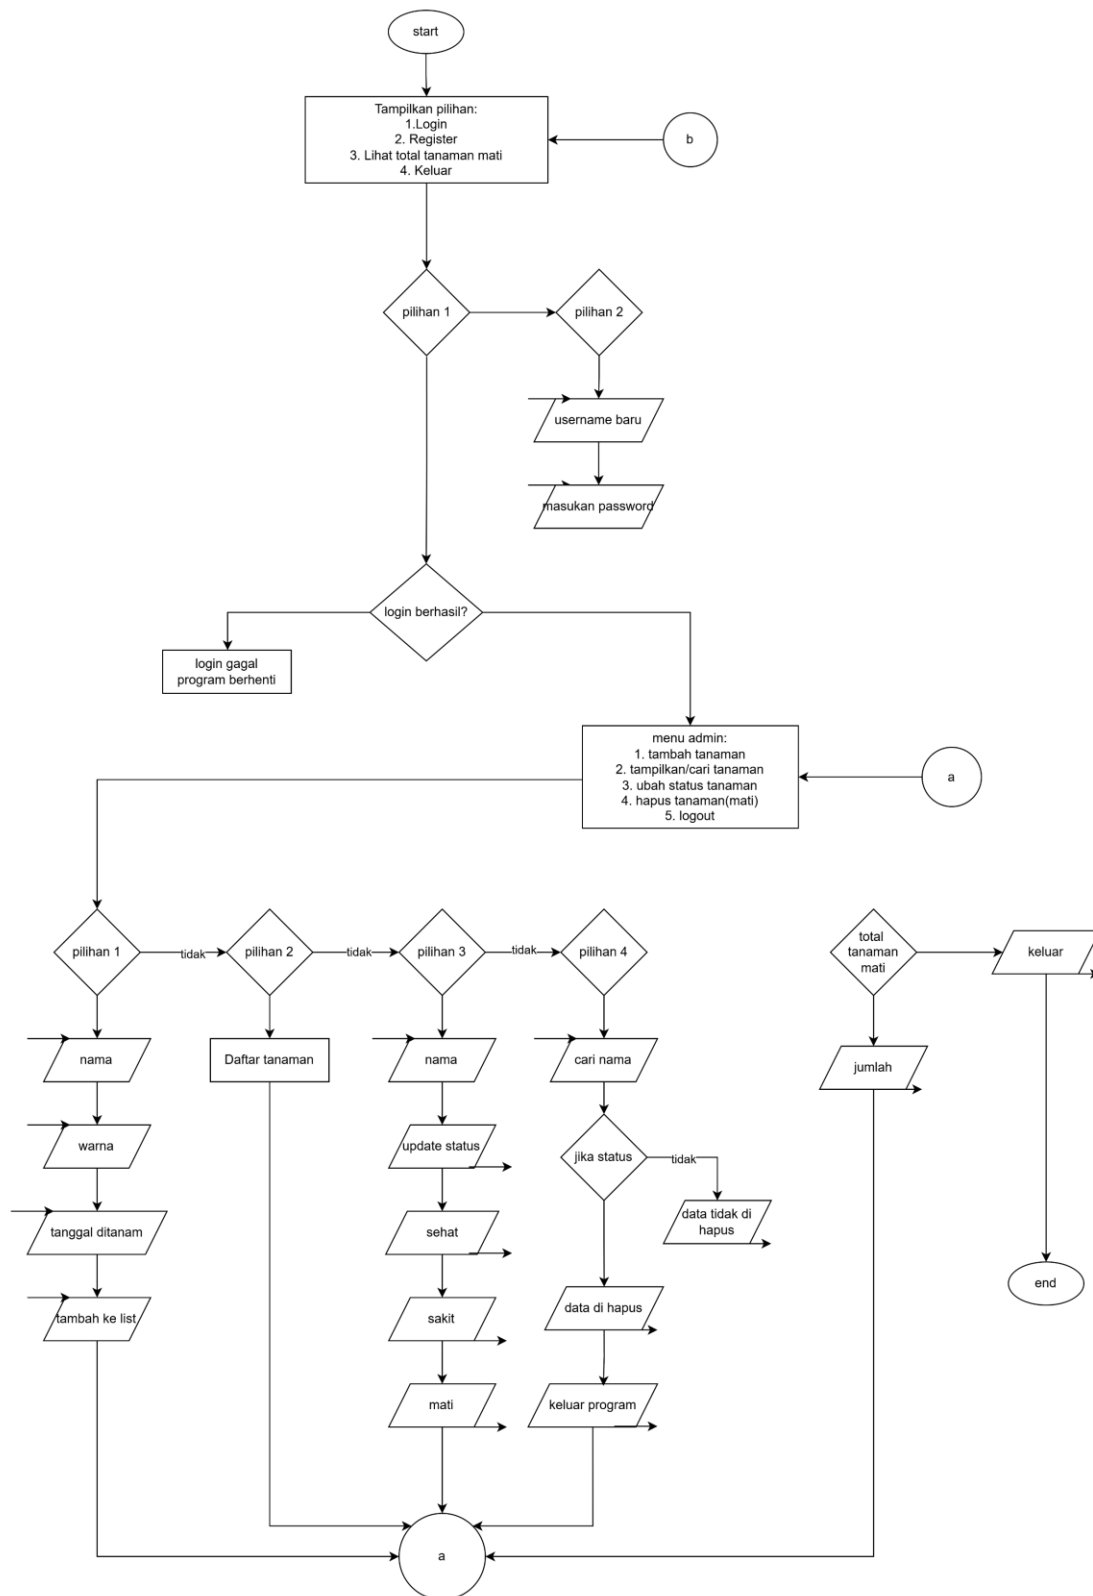 start
Tampilkan pilihan:
1.Login
2. Register
3. Lihat total tanaman mati
4. Keluar
b
pilihan 1
pilihan 2
username baru
masukan password
login berhasil?
login gagal
program berhenti
menu admin:
1. tambah tanaman
2. tampilkan/cari tanaman
3. ubah status tanaman
4. hapus tanaman(mati)
5. logout
a
pilihan 1
tidak
pilihan 2
tidak
pilihan 3
tidak
pilihan 4
total
tanaman
mati
keluar
nama
Daftar tanaman
nama
cari nama
jumlah
warna
update status
jika status
tidak
tanggal ditanam
sehat
data tidak di
hapus
end
tambah ke list
sakit
data di hapus
mati
keluar program
a